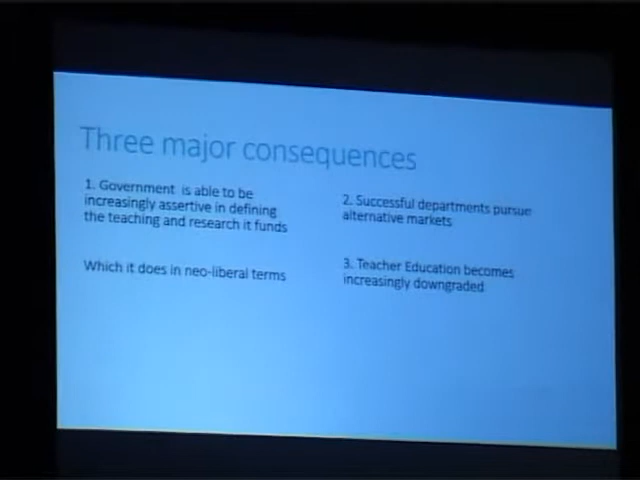 Three major consequences
1. Government is able to be
increasingly assertive in defining
the teaching and research it funds
Which it does in neo-liberal terms
2. Successful departments pursue
alternative markets
3. Teacher Education becomes
increasingly downgraded